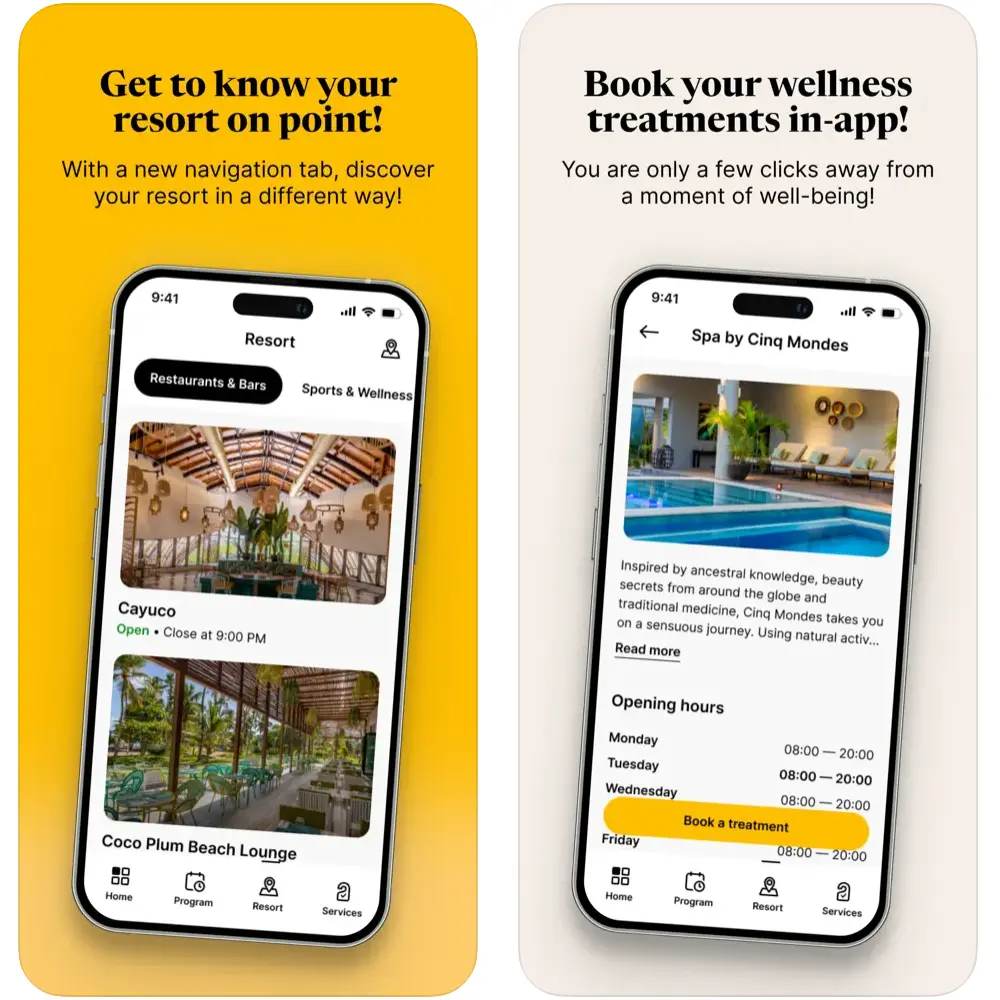 Get to know your
resort on point!
With a new navigation tab, discover
your resort in a different way!
9:41
Resort
Restaurants & Bars
Sports & Wellness
Cayuco
Open • Close at 9:00 PM
Coco Plum Beach Lounge
Home
Program
Resort
Services
Book your wellness
treatments in-app!
You are only a few clicks away from
a moment of well-being!
9:41
Spa by Cinq Mondes
Inspired by ancestral knowledge, beauty
secrets from around the globe and
traditional medicine, Cinq Mondes takes you
on a sensuous journey. Using natural activ...
Read more
Opening hours
Monday 08:00 — 20:00
Tuesday 08:00 — 20:00
Wednesday 08:00 — 20:00
Book a treatment
Friday 08:00 — 20:00
Home
Program
Resort
Services